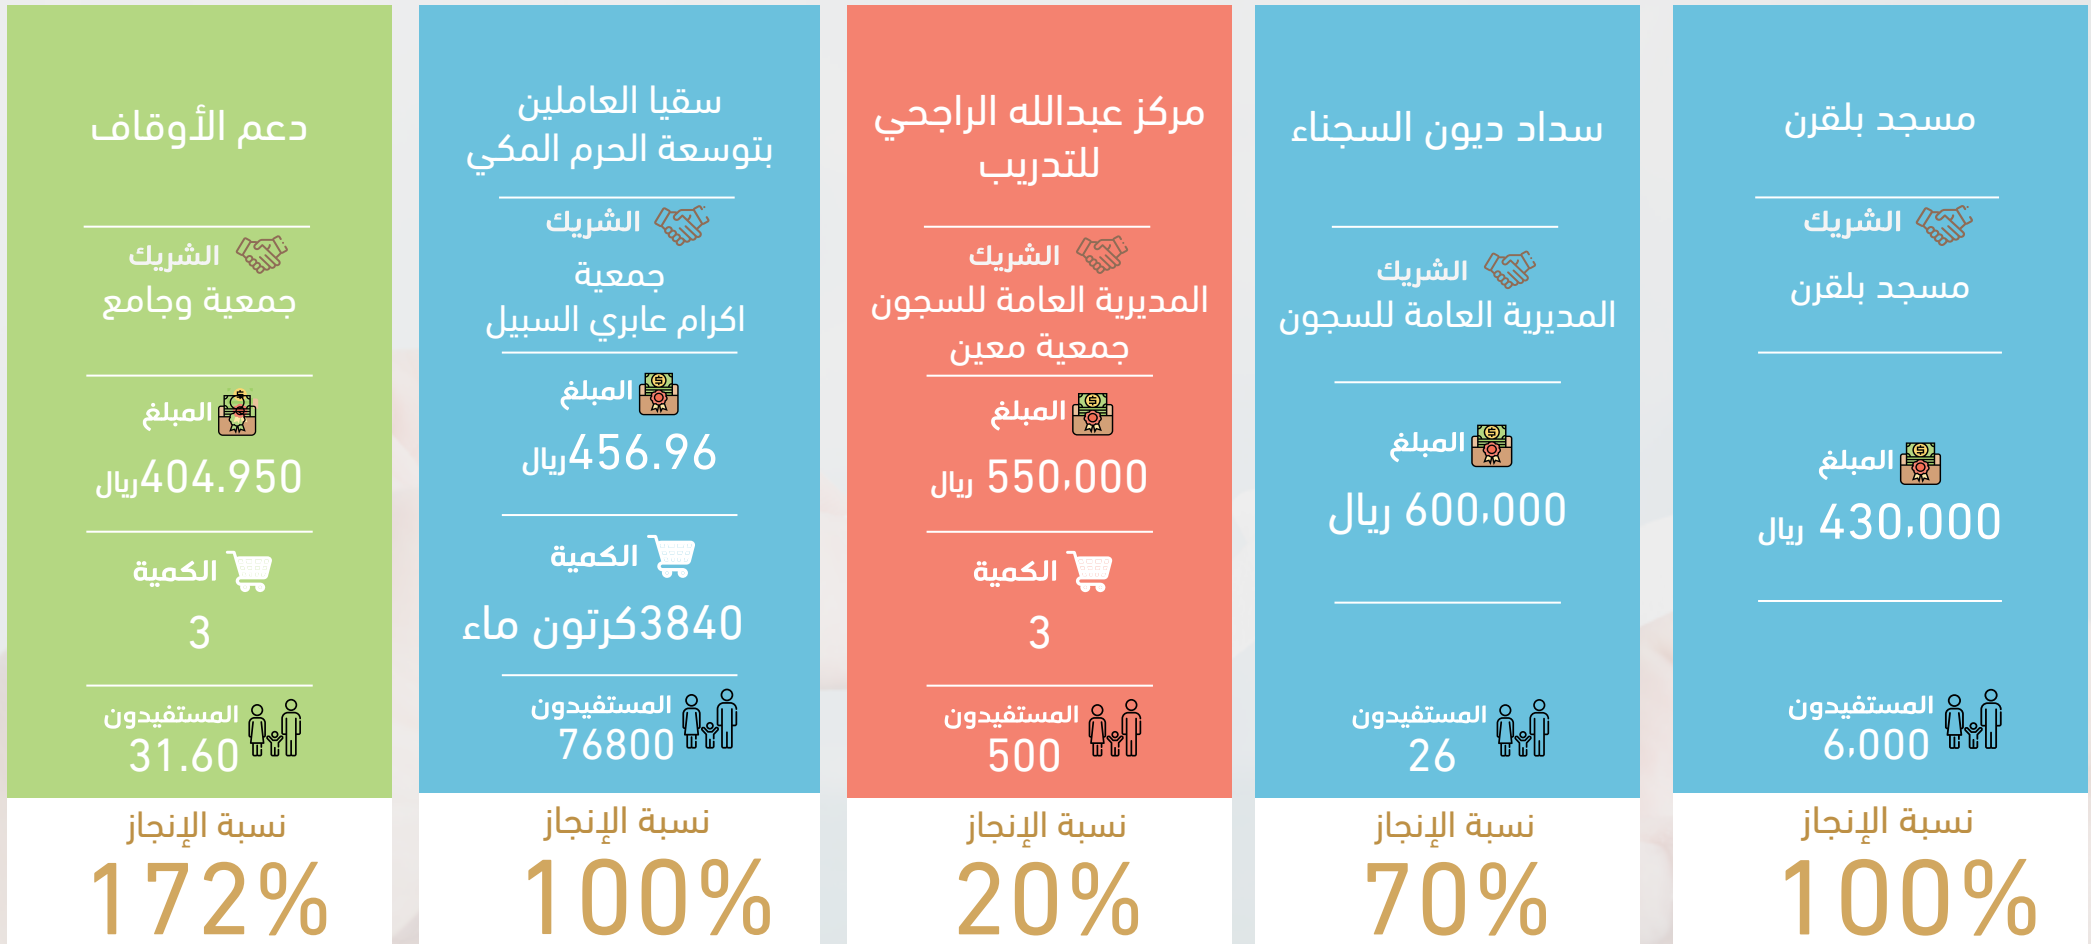 مسجد بلقرن
الشريك
مسجد بلقرن
المبلغ
430,000 ريال
المستفيدون
6,000
نسبة الإنجاز
100%
سداد ديون السجناء
الشريك
المديرية العامة للسجون
المبلغ
600,000 ريال
المستفيدون
26
نسبة الإنجاز
70%
مركز عبدالله الراجحي
للتدريب
الشريك
المديرية العامة للسجون
جمعية معين
المبلغ
550,000 ريال
الكمية
3
المستفيدون
500
نسبة الإنجاز
20%
سقيا العاملين
بتوسعة الحرم المكي
الشريك
جمعية
اكرام عابري السبيل
المبلغ
456.96ريال
الكمية
3840كرتون ماء
المستفيدون
76800
نسبة الإنجاز
100%
دعم الأوقاف
الشريك
جمعية وجامع
المبلغ
404.950ريال
الكمية
3
المستفيدون
31.60
نسبة الإنجاز
172%